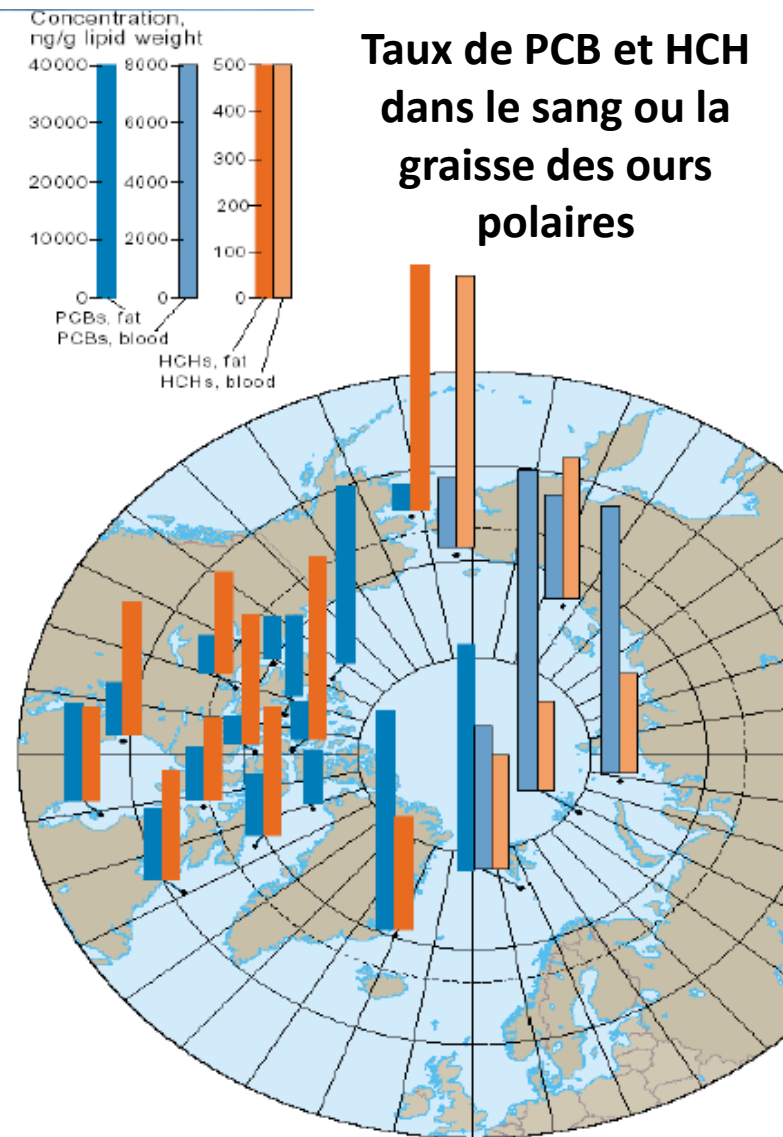 Concentration,
ng/g lipid weight
Taux de PCB et HCH
dans le sang ou la
graisse des ours
polaires
40000 8000 500
400
30000 6000
300
20000 4000
200
10000 2000
100
0 0 0
PCBs, fat
PCBs, blood
HCHs, fat
HCHs, blood